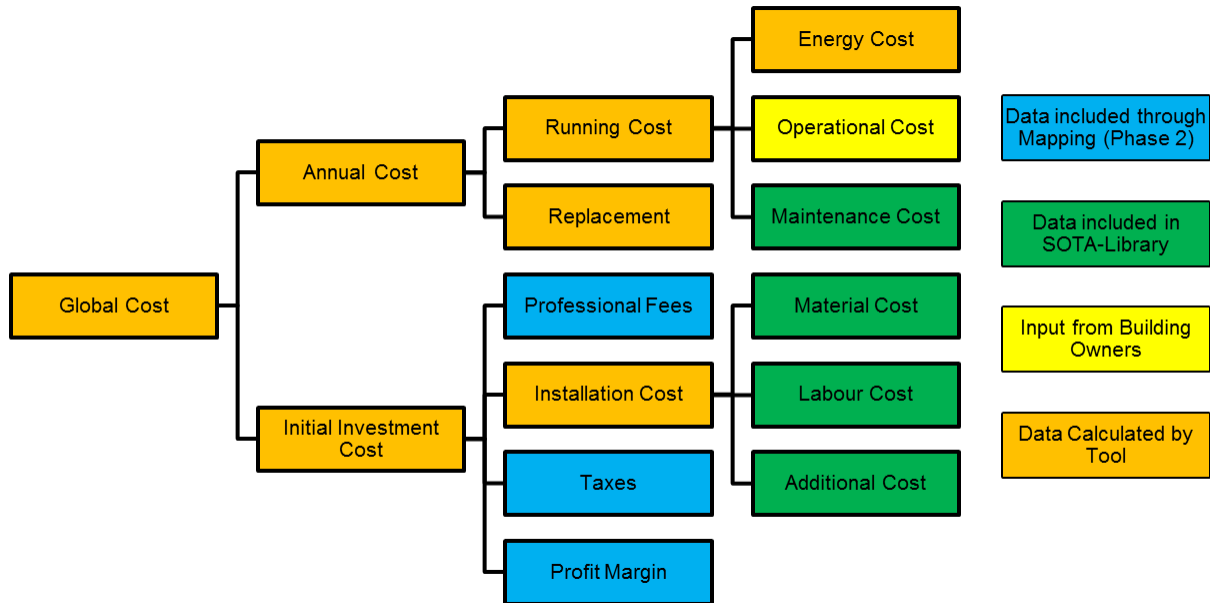 Energy Cost
Running Cost
Operational Cost
Data included through
Mapping (Phase 2)
Annual Cost
Replacement
Maintenance Cost
Data included in
SOTA-Library
Global Cost
Professional Fees
Material Cost
Input from Building
Owners
Initial Investment
Cost
Installation Cost
Labour Cost
Data Calculated by
Tool
Taxes
Additional Cost
Profit Margin